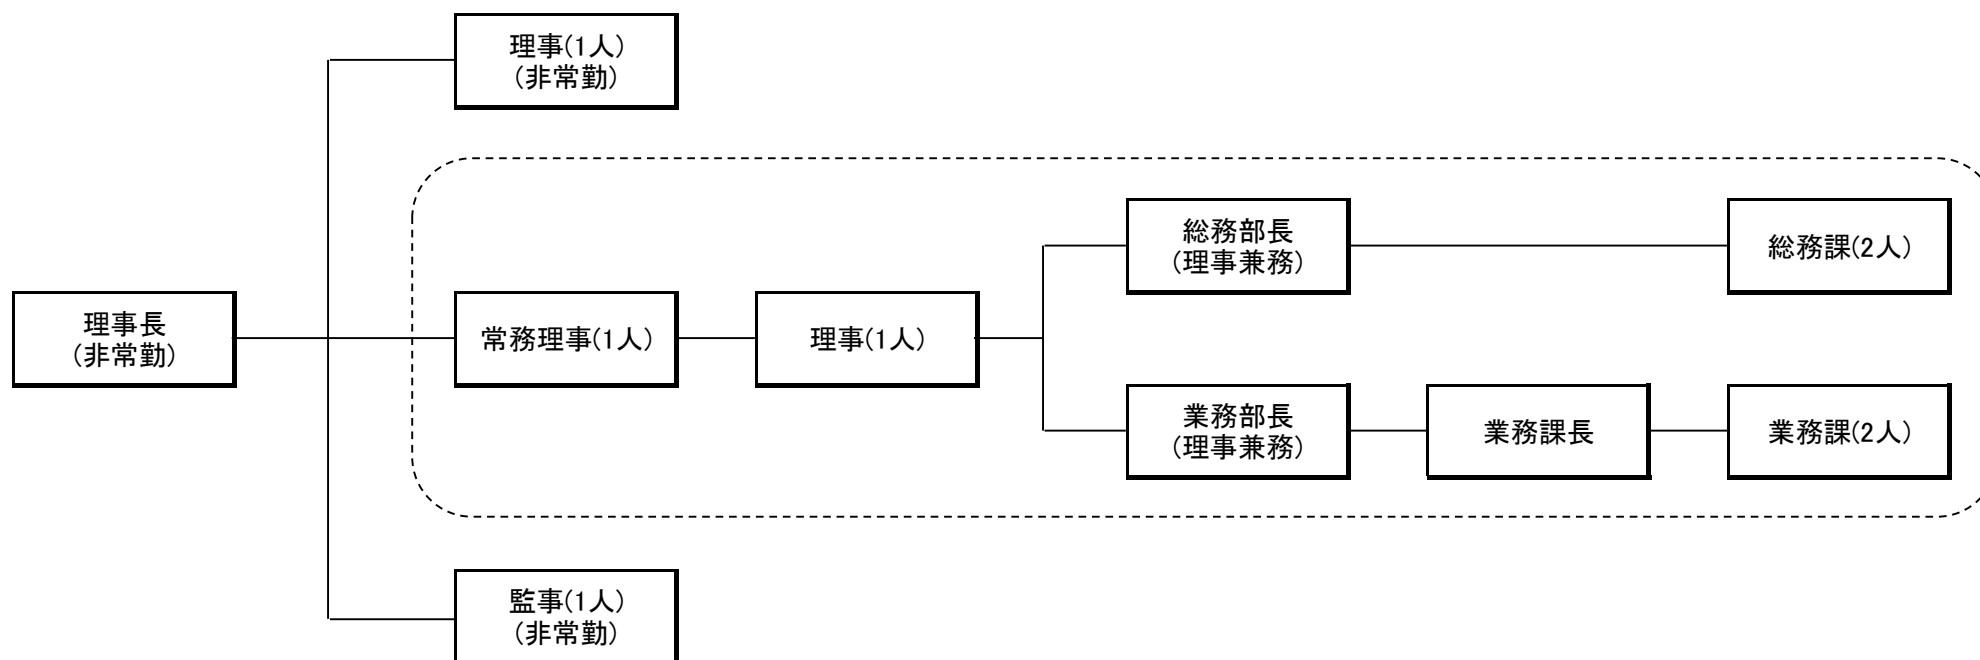 理事(1人)
(非常勤)
総務部長
(理事兼務)
総務課(2人)
理事長
(非常勤)
常務理事(1人)
理事(1人)
業務部長
(理事兼務)
業務課長
業務課(2人)
監事(1人)
(非常勤)